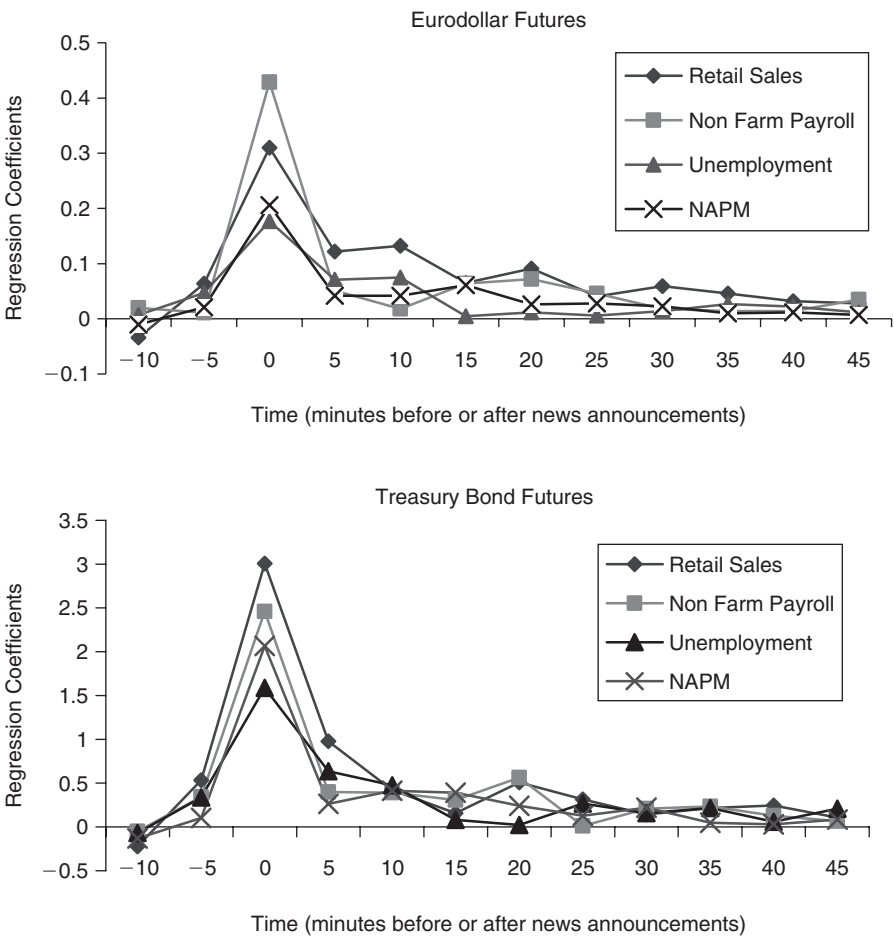 Eurodollar Futures
Regression Coefficients
0.5
0.4
0.3
0.2
0.1
0
−0.1
−10 −5 0 5 10 15 20 25 30 35 40 45
Time (minutes before or after news announcements)
Retail Sales
Non Farm Payroll
Unemployment
NAPM
Treasury Bond Futures
Regression Coefficients
3.5
3
2.5
2
1.5
1
0.5
0
−0.5
−10 −5 0 5 10 15 20 25 30 35 40 45
Time (minutes before or after news announcements)
Retail Sales
Non Farm Payroll
Unemployment
NAPM